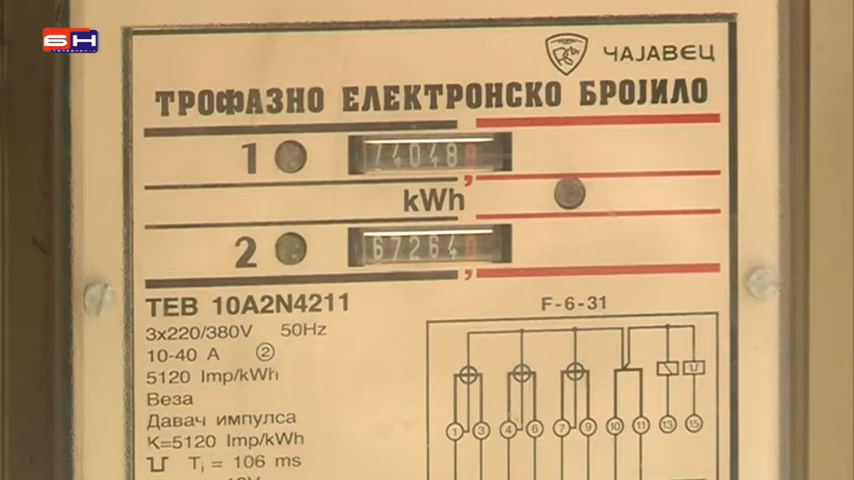 БН
ЧАЈАВЕЦ
ТРОФАЗНО ЕЛЕКТРОНСКО БРОЈИЛО
1 74048
kWh
2 67264
ТЕВ 10A2N4211
F-6-31
3x220/380V 50Hz
10-40 A 2
5120 Imp/kWh
Веза
Давач импулса
K=5120 Imp/kWh
Ti = 106 ms
1 3 4 6 7 9 10 11 13 15